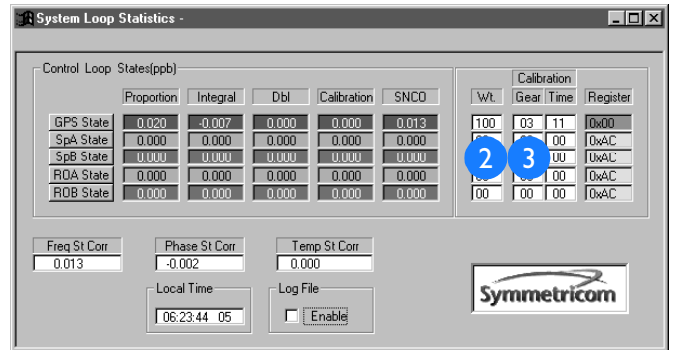 System Loop Statistics -
Control Loop States(ppb)
Calibration
Proportion Integral Dbl Calibration SNCO Wt. Gear Time Register
GPS State 0.020 -0.007 0.000 0.000 0.013 100 03 11 0x00
SpA State 0.000 0.000 0.000 0.000 0.000 00 0xAC
SpB State 0.000 0.000 0.000 0.000 0.000 2 3 00 0xAC
ROA State 0.000 0.000 0.000 0.000 0.000 00 0xAC
ROB State 0.000 0.000 0.000 0.000 0.000 00 00 00 0xAC
Freq St Corr Phase St Corr Temp St Corr
0.013 -0.002 0.000
Local Time Log File
06:23:44 05 Enable
Symmetricom